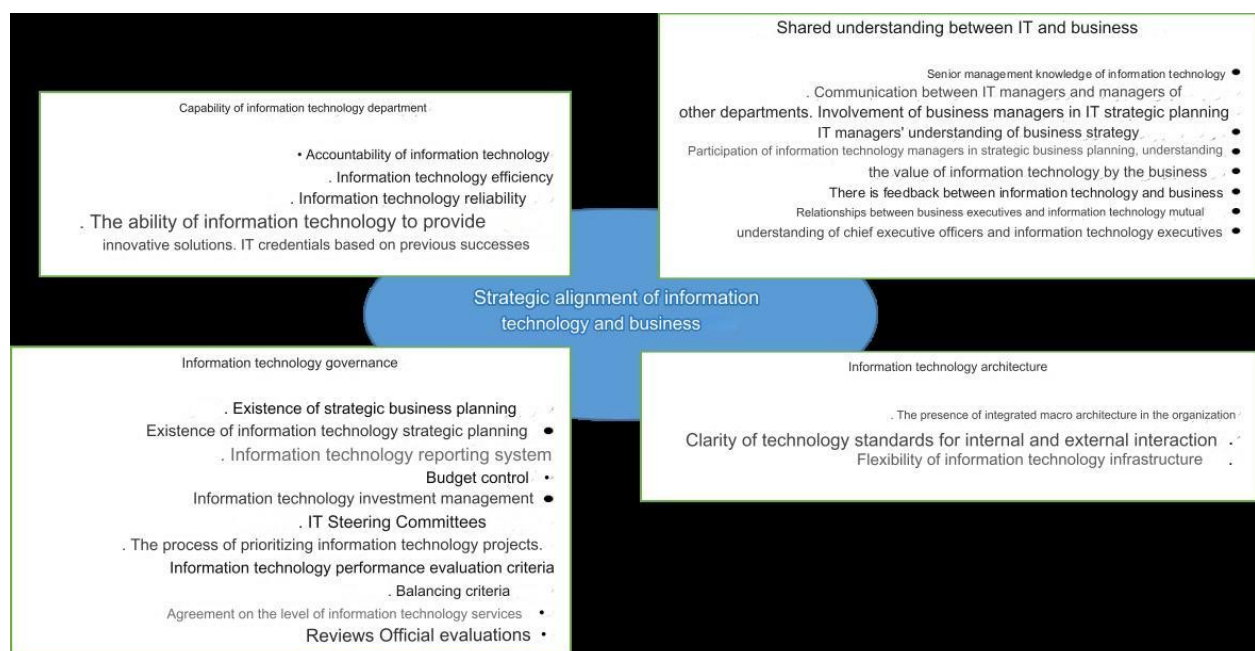 Shared understanding between IT and business
Senior management knowledge of information technology ●
. Communication between IT managers and managers of
other departments. Involvement of business managers in IT strategic planning
IT managers' understanding of business strategy ●
Participation of information technology managers in strategic business planning, understanding ●
the value of information technology by the business ●
There is feedback between information technology and business ●
Relationships between business executives and information technology mutual ●
understanding of chief executive officers and information technology executives ●
Capability of information technology department
• Accountability of information technology
. Information technology efficiency
. Information technology reliability
. The ability of information technology to provide
innovative solutions. IT credentials based on previous successes
Strategic alignment of information
technology and business
Information technology governance
. Existence of strategic business planning
Existence of information technology strategic planning ●
. Information technology reporting system
Budget control •
Information technology investment management ●
. IT Steering Committees
. The process of prioritizing information technology projects.
Information technology performance evaluation criteria
. Balancing criteria
Agreement on the level of information technology services •
Reviews Official evaluations •
Information technology architecture
. The presence of integrated macro architecture in the organization
Clarity of technology standards for internal and external interaction .
Flexibility of information technology infrastructure .